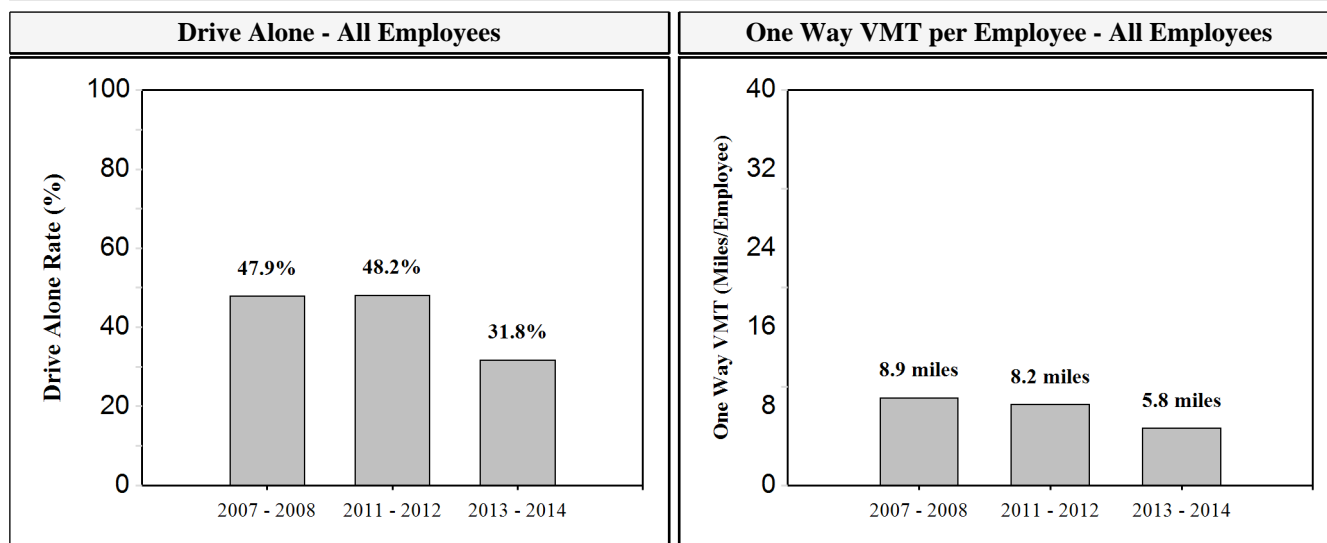 Drive Alone - All Employees
Drive Alone Rate (%)
100
80
60
40
20
0
47.9%
48.2%
31.8%
2007 - 2008
2011 - 2012
2013 - 2014
One Way VMT per Employee - All Employees
One Way VMT (Miles/Employee)
40
32
24
16
8
0
8.9 miles
8.2 miles
5.8 miles
2007 - 2008
2011 - 2012
2013 - 2014